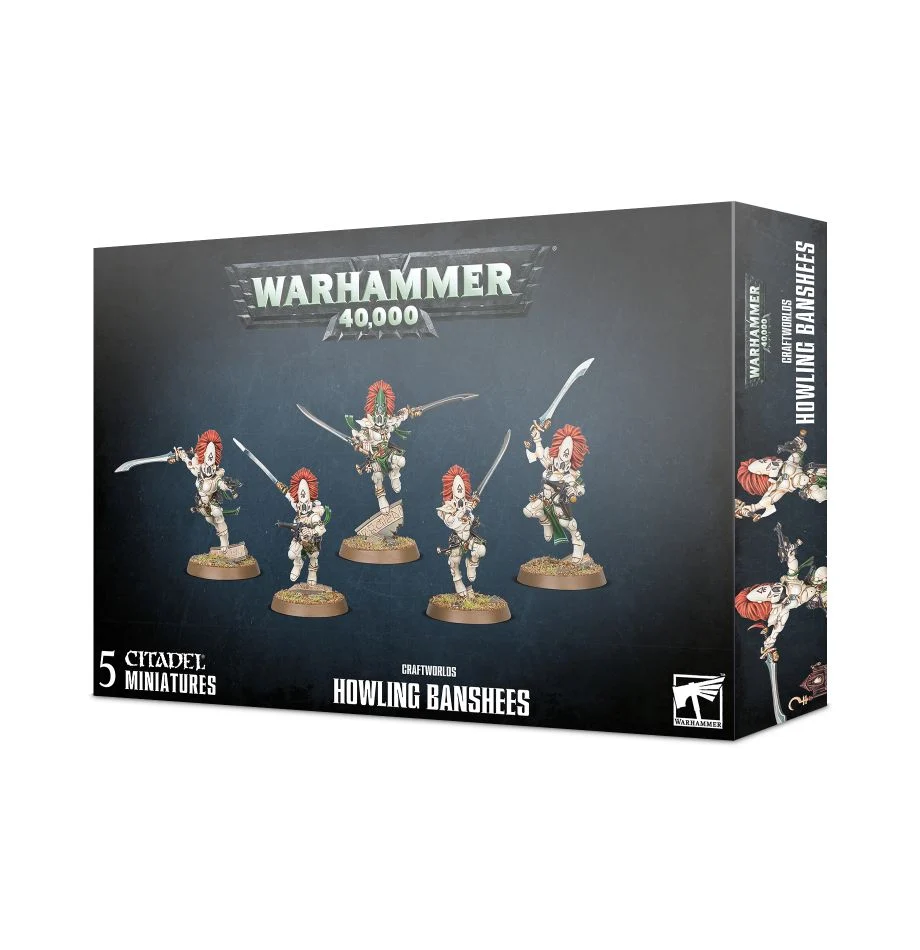 WARHAMMER
40,000
®
5 CITADEL
MINIATURES
CRAFTWORLDS
HOWLING BANSHEES
WARHAMMER
WARHAMMER
40,000
CRAFTWORLDS
HOWLING BANSHEES